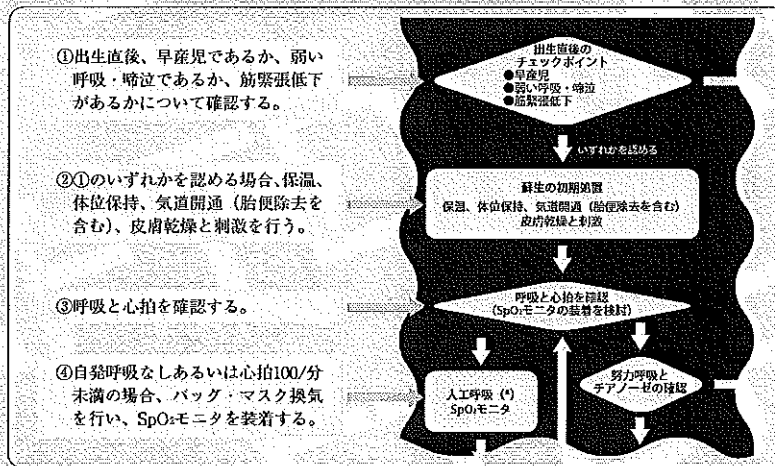 ①出生直後、早産児であるか、弱い
呼吸・啼泣であるか、筋緊張低下
があるかについて確認する。
②①のいずれかを認める場合、保温、
体位保持、気道開通（胎便除去を
含む）、皮膚乾燥と刺激を行う。
③呼吸と心拍を確認する。
④自発呼吸なしあるいは心拍100/分
未満の場合、バッグ・マスク換気
を行い、SpO₂モニタを装着する。
出生直後の
チェックポイント
●早産児
●弱い呼吸・啼泣
●筋緊張低下
いずれかを認める
蘇生の初期処置
保温、体位保持、気道開通（胎便除去を含む）
皮膚乾燥と刺激
呼吸と心拍を確認
(SpO₂モニタの装着を検討)
人工呼吸（*）
SpO₂モニタ
努力呼吸と
チアノーゼの確認